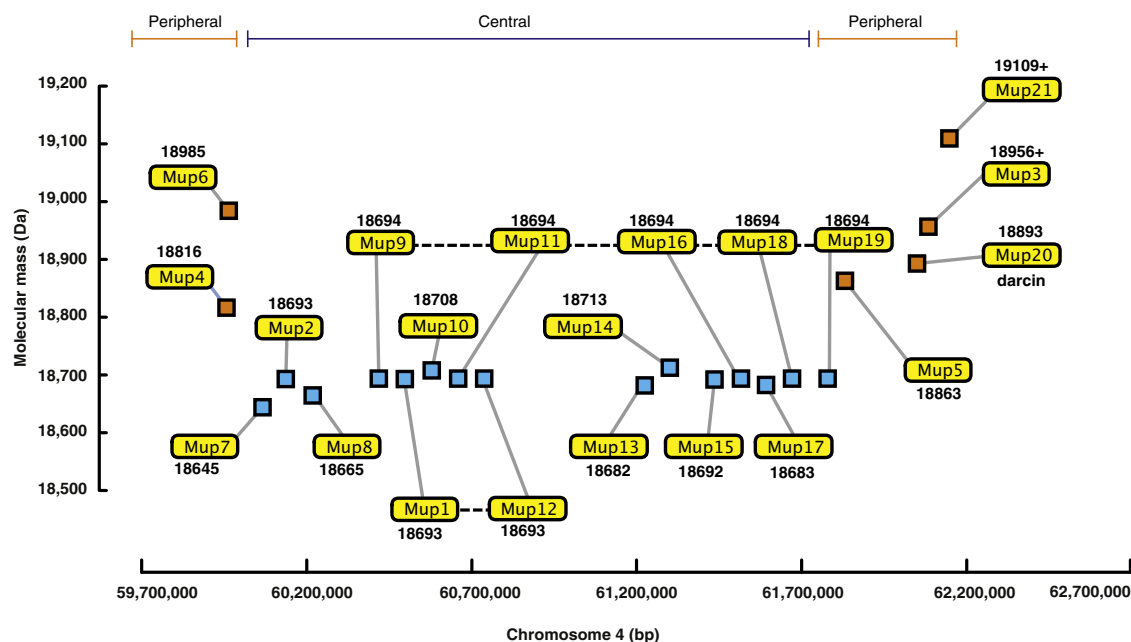 Peripheral Central Peripheral
19,200
19,100
19,000
18,900
18,800
18,700
18,600
18,500
Molecular mass (Da)
18985
Mup6
18816
Mup4
18693
Mup2
18645
Mup7
Mup8
18665
18694
Mup9
18708
Mup10
18694
Mup11
Mup1
18693
Mup12
18693
18713
Mup14
18694
Mup16
18694
Mup18
18694
Mup19
Mup13
18682
Mup15
18692
Mup17
18683
19109+
Mup21
18956+
Mup3
18893
Mup20
darcin
Mup5
18863
59,700,000 60,200,000 60,700,000 61,200,000 61,700,000 62,200,000 62,700,000
Chromosome 4 (bp)